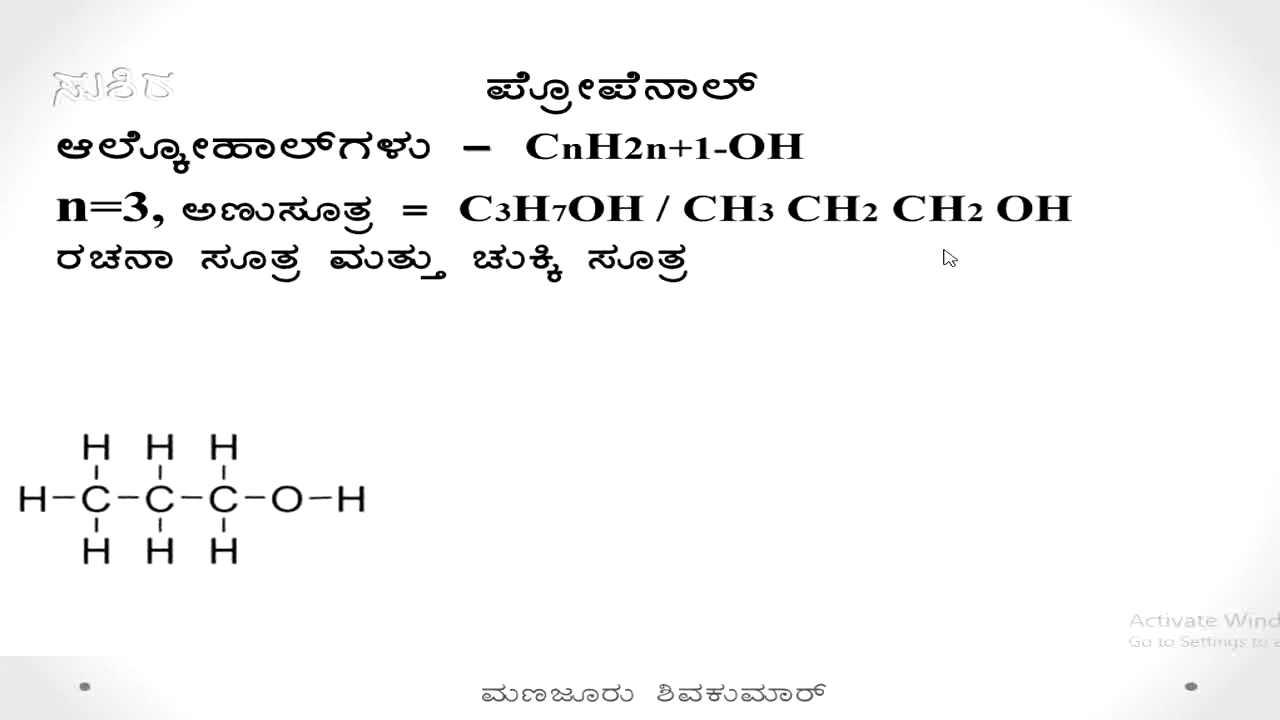 ಸುಶಿರ
ಪ್ರೋಪೆನಾಲ್
ಆಲ್ಕೋಹಾಲ್‌ಗಳು – CnH2n+1-OH
n=3, ಅಣುಸೂತ್ರ = C3H7OH / CH3 CH2 CH2 OH
ರಚನಾ ಸೂತ್ರ ಮತ್ತು ಚುಕ್ಕಿ ಸೂತ್ರ
H H H
H–C–C–C–O–H
H H H
Activate Wind
Go to Settings to a
ಮಣಜೂರು ಶಿವಕುಮಾರ್